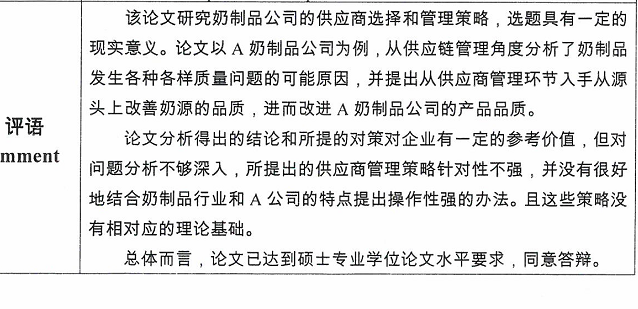 该论文研究奶制品公司的供应商选择和管理策略，选题具有一定的
现实意义。论文以 A 奶制品公司为例，从供应链管理角度分析了奶制品
发生各种各样质量问题的可能原因，并提出从供应商管理环节入手从源
头上改善奶源的品质，进而改进 A 奶制品公司的产品品质。
评语
mment
论文分析得出的结论和所提的对策对企业有一定的参考价值，但对
问题分析不够深入，所提出的供应商管理策略针对性不强，并没有很好
地结合奶制品行业和 A 公司的特点提出操作性强的办法。且这些策略没
有相对应的理论基础。
总体而言，论文已达到硕士专业学位论文水平要求，同意答辩。